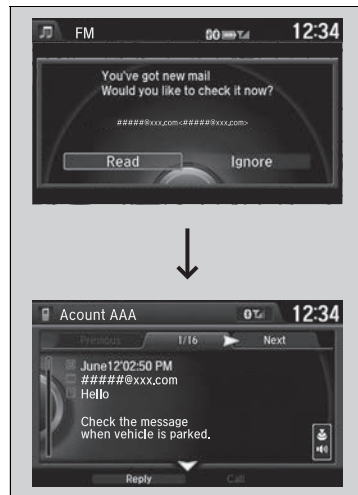 FM
12:34
You've got new mail
Would you like to check it now?
#####@xxx.com<#####@xxx.com>
Read Ignore
Acount AAA
12:34
Previous 1/16 Next
June12'02:50 PM
#####@xxx.com
Hello
Check the message
when vehicle is parked.
Reply Call